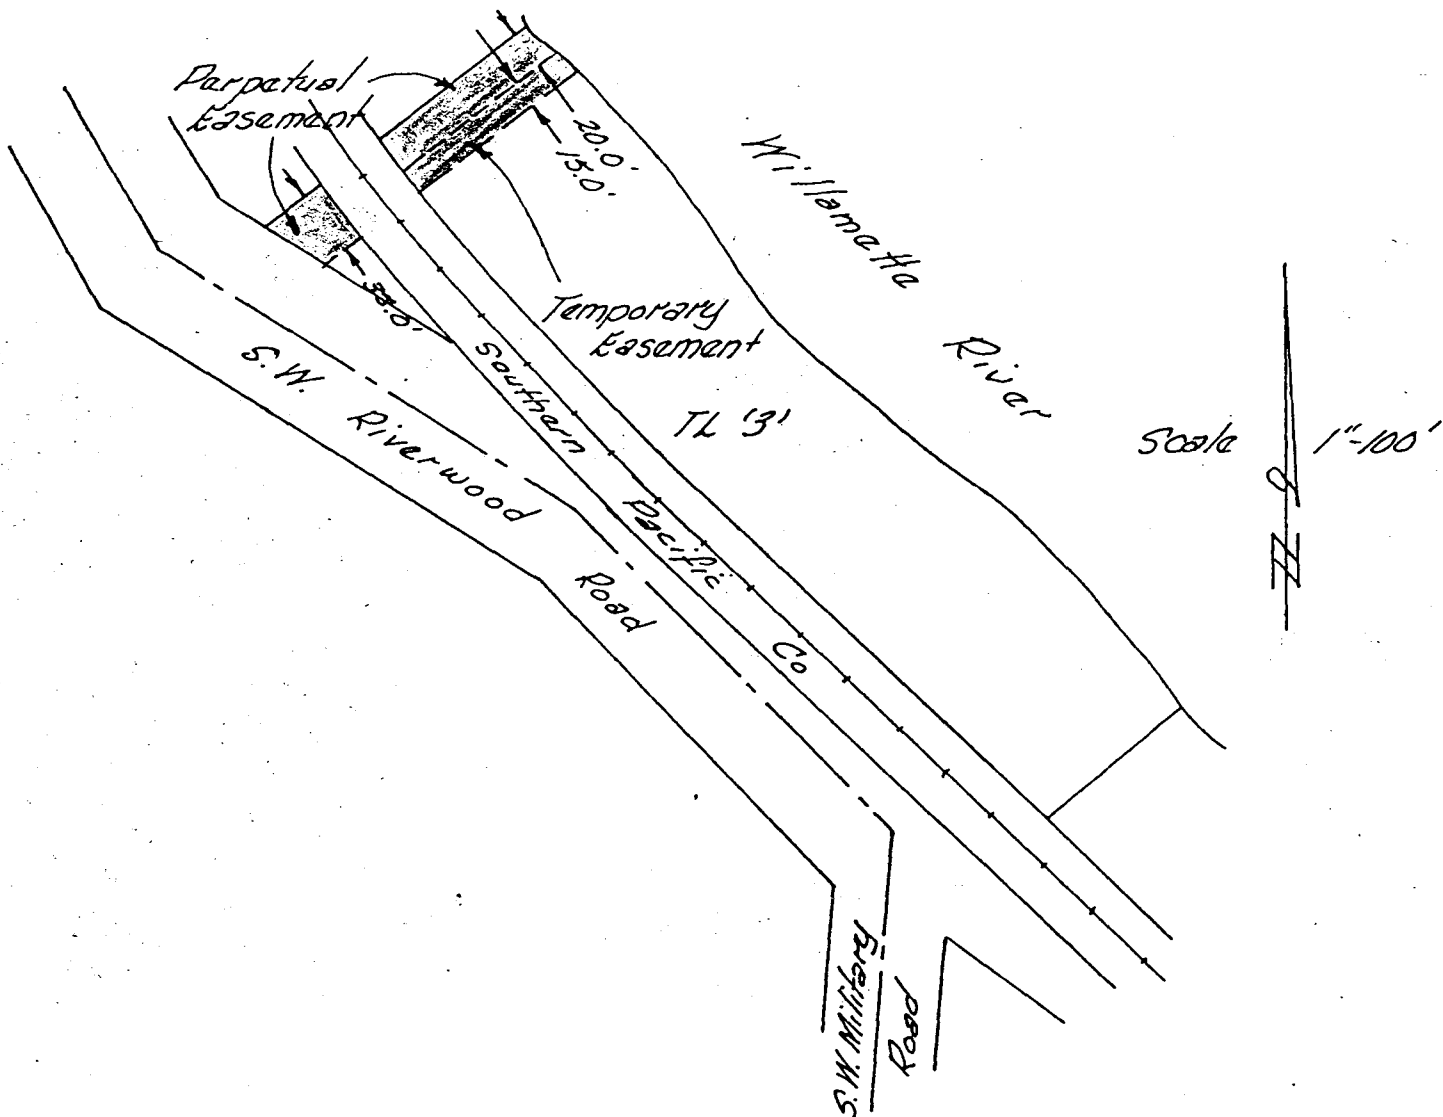 Perpetual
Easement
20.0'
15.0'
Willamette
River
Temporary
Easement
S.W. Riverwood Road
Southern Pacific Co
TL '3'
Scale 1"-100'
N
S.W. Military
Road